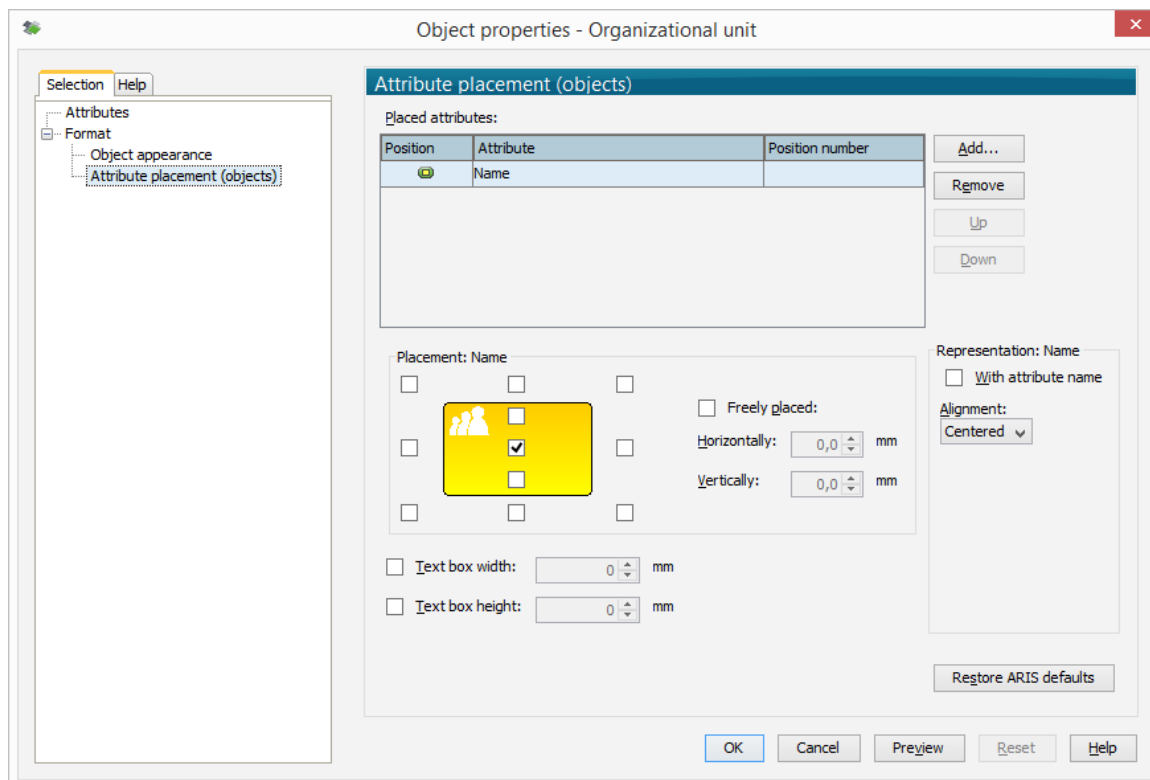 Object properties - Organizational unit
Selection Help
Attributes
Format
Object appearance
Attribute placement (objects)
Attribute placement (objects)
Placed attributes:
Position Attribute Position number
Name
Add...
Remove
Up
Down
Placement: Name
Freely placed:
Horizontally: 0,0 mm
Vertically: 0,0 mm
Representation: Name
With attribute name
Alignment:
Centered
Text box width: 0 mm
Text box height: 0 mm
Restore ARIS defaults
OK Cancel Preview Reset Help